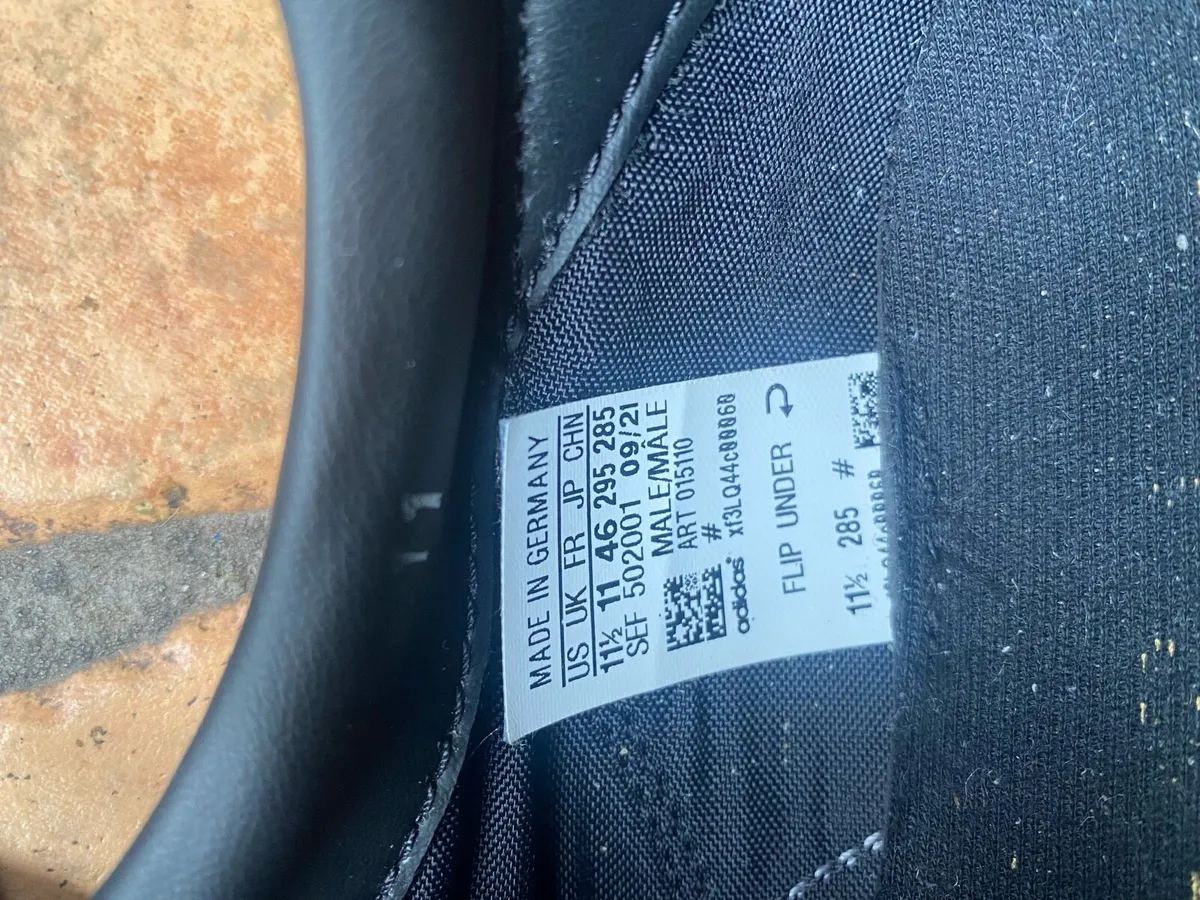 MADE IN GERMANY
US UK FR JP CHN
11½ 11 46 295 285
SEF 502001 09/21
MALE/MÂLE
ART 015110
#
adidas® xf3LQ44c00060
FLIP UNDER
11½ 285 #